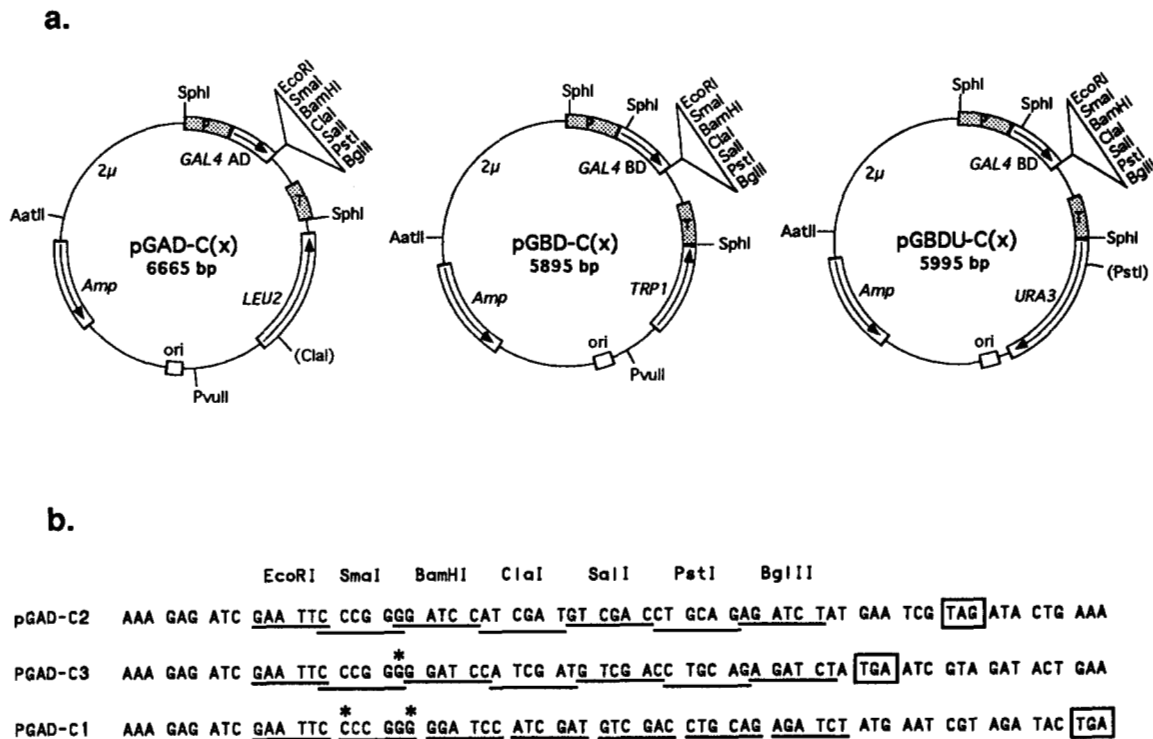 a.
SphI
EcoRI
SmaI
BamHI
ClaI
SalI
PstI
BglII
P
GAL4 AD
2μ
T
SphI
AatII
pGAD-C(x)
6665 bp
Amp
LEU2
(ClaI)
ori
PvuII
SphI
SphI
EcoRI
SmaI
BamHI
ClaI
SalI
PstI
BglII
P
GAL4 BD
2μ
T
SphI
AatII
pGBD-C(x)
5895 bp
Amp
TRP1
ori
PvuII
SphI
SphI
EcoRI
SmaI
BamHI
ClaI
SalI
PstI
BglII
P
GAL4 BD
2μ
T
SphI
(PstI)
AatII
pGBDU-C(x)
5995 bp
Amp
URA3
ori
b.
EcoRI SmaI BamHI ClaI SalI PstI BglII
pGAD-C2 AAA GAG ATC GAA TTC CCG GGG ATC CAT CGA TGT CGA CCT GCA GAG ATC TAT GAA TCG TAG ATA CTG AAA
*
PGAD-C3 AAA GAG ATC GAA TTC CCG GGG GAT CCA TCG ATG TCG ACC TGC AGA GAT CTA TGA ATC GTA GAT ACT GAA
* *
PGAD-C1 AAA GAG ATC GAA TTC CCC GGG GGA TCC ATC GAT GTC GAC CTG CAG AGA TCT ATG AAT CGT AGA TAC TGA